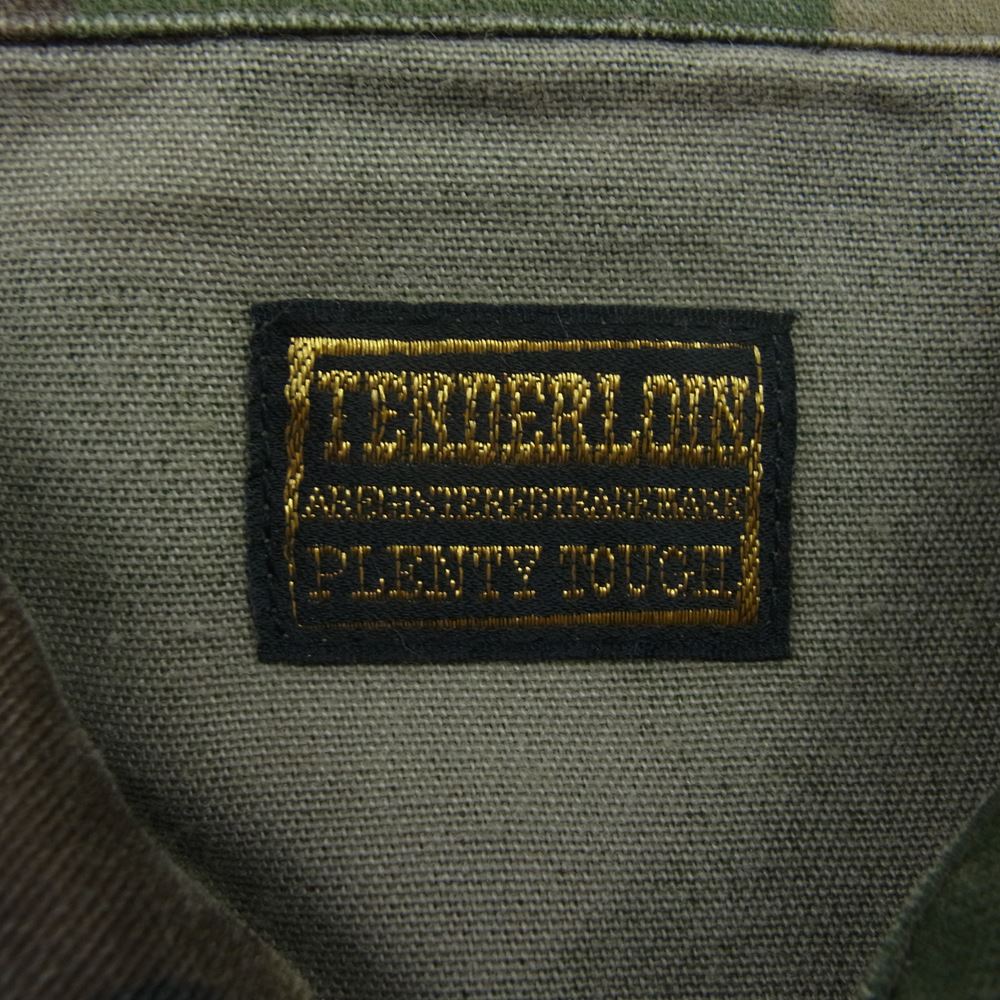 TENDERLOIN
A REGISTERED TRADEMARK
PLENTY TOUGH.